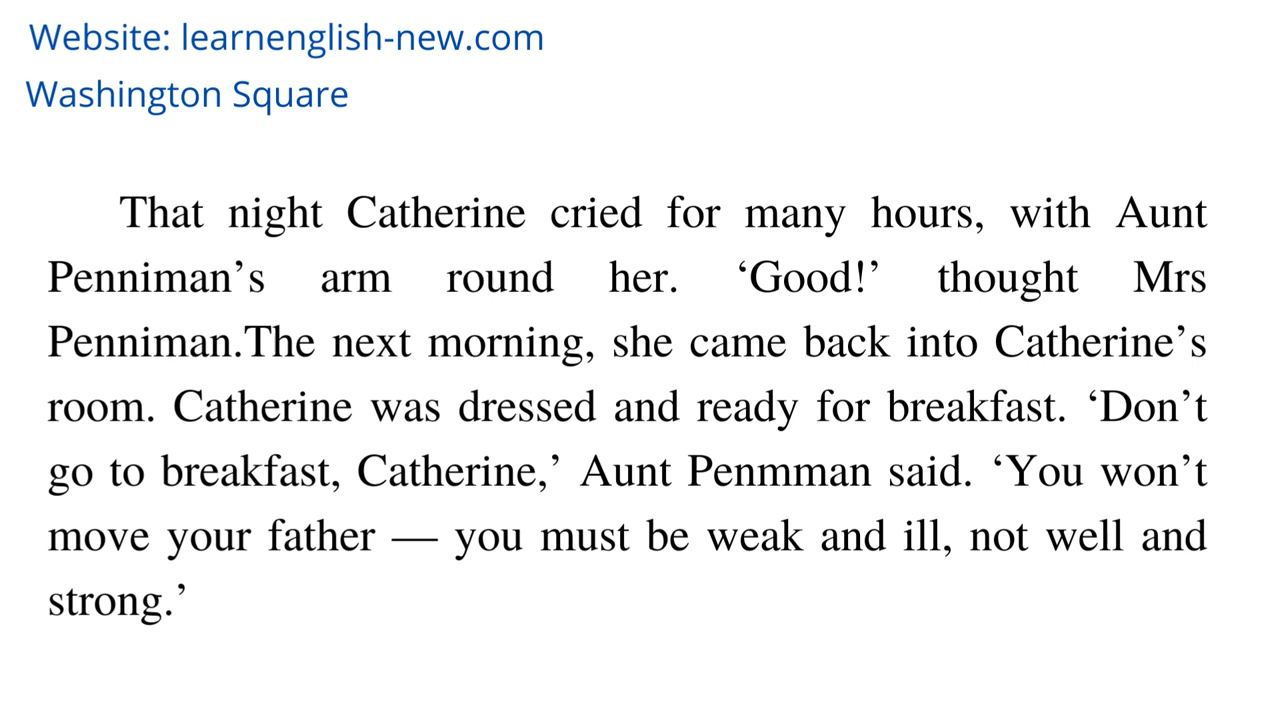 Website: learnenglish-new.com
Washington Square
That night Catherine cried for many hours, with Aunt
Penniman’s arm round her. ‘Good!’ thought Mrs
Penniman.The next morning, she came back into Catherine’s
room. Catherine was dressed and ready for breakfast. ‘Don’t
go to breakfast, Catherine,’ Aunt Penmman said. ‘You won’t
move your father — you must be weak and ill, not well and
strong.’